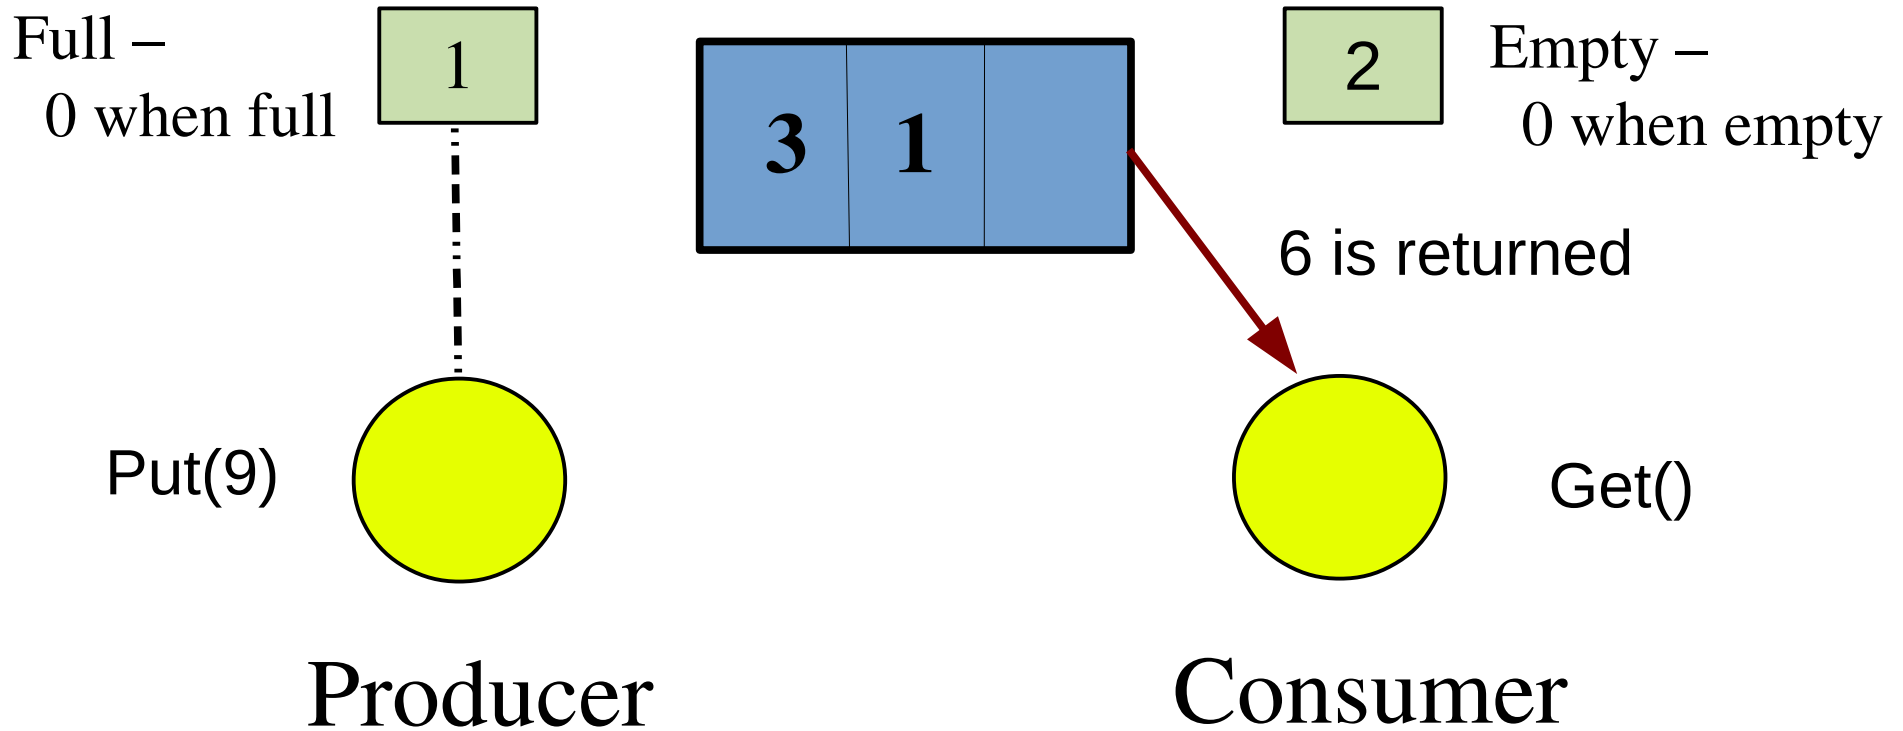 Full –
0 when full
1
3 1
2
Empty –
0 when empty
6 is returned
Put(9)
Get()
Producer
Consumer